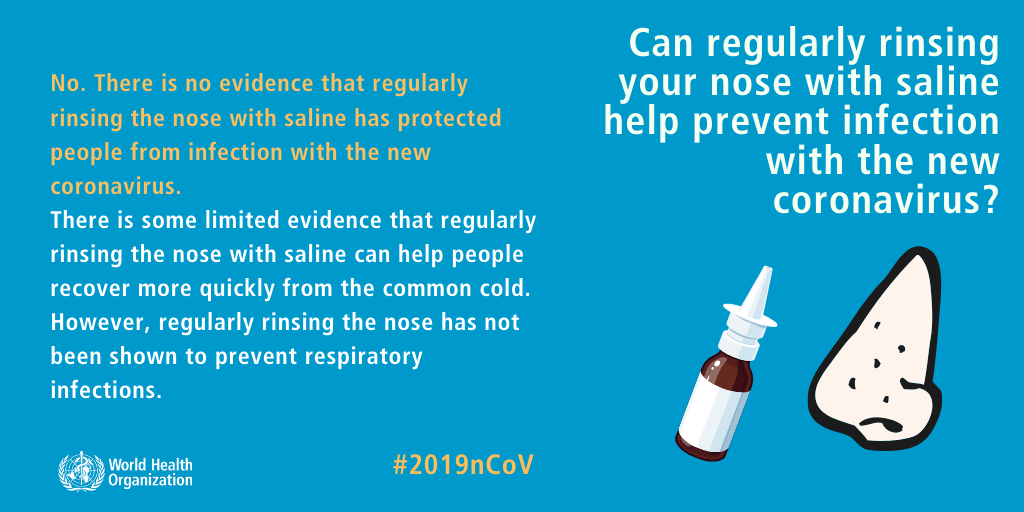 Can regularly rinsing
your nose with saline
help prevent infection
with the new
coronavirus?
No. There is no evidence that regularly
rinsing the nose with saline has protected
people from infection with the new
coronavirus.
There is some limited evidence that regularly
rinsing the nose with saline can help people
recover more quickly from the common cold.
However, regularly rinsing the nose has not
been shown to prevent respiratory
infections.
World Health
Organization
#2019nCoV